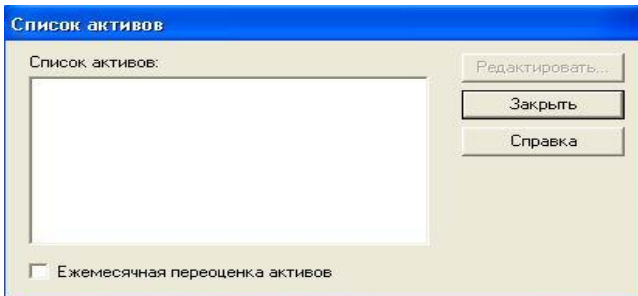 Список активов
Список активов:
Редактировать...
Закрыть
Справка
Ежемесячная переоценка активов